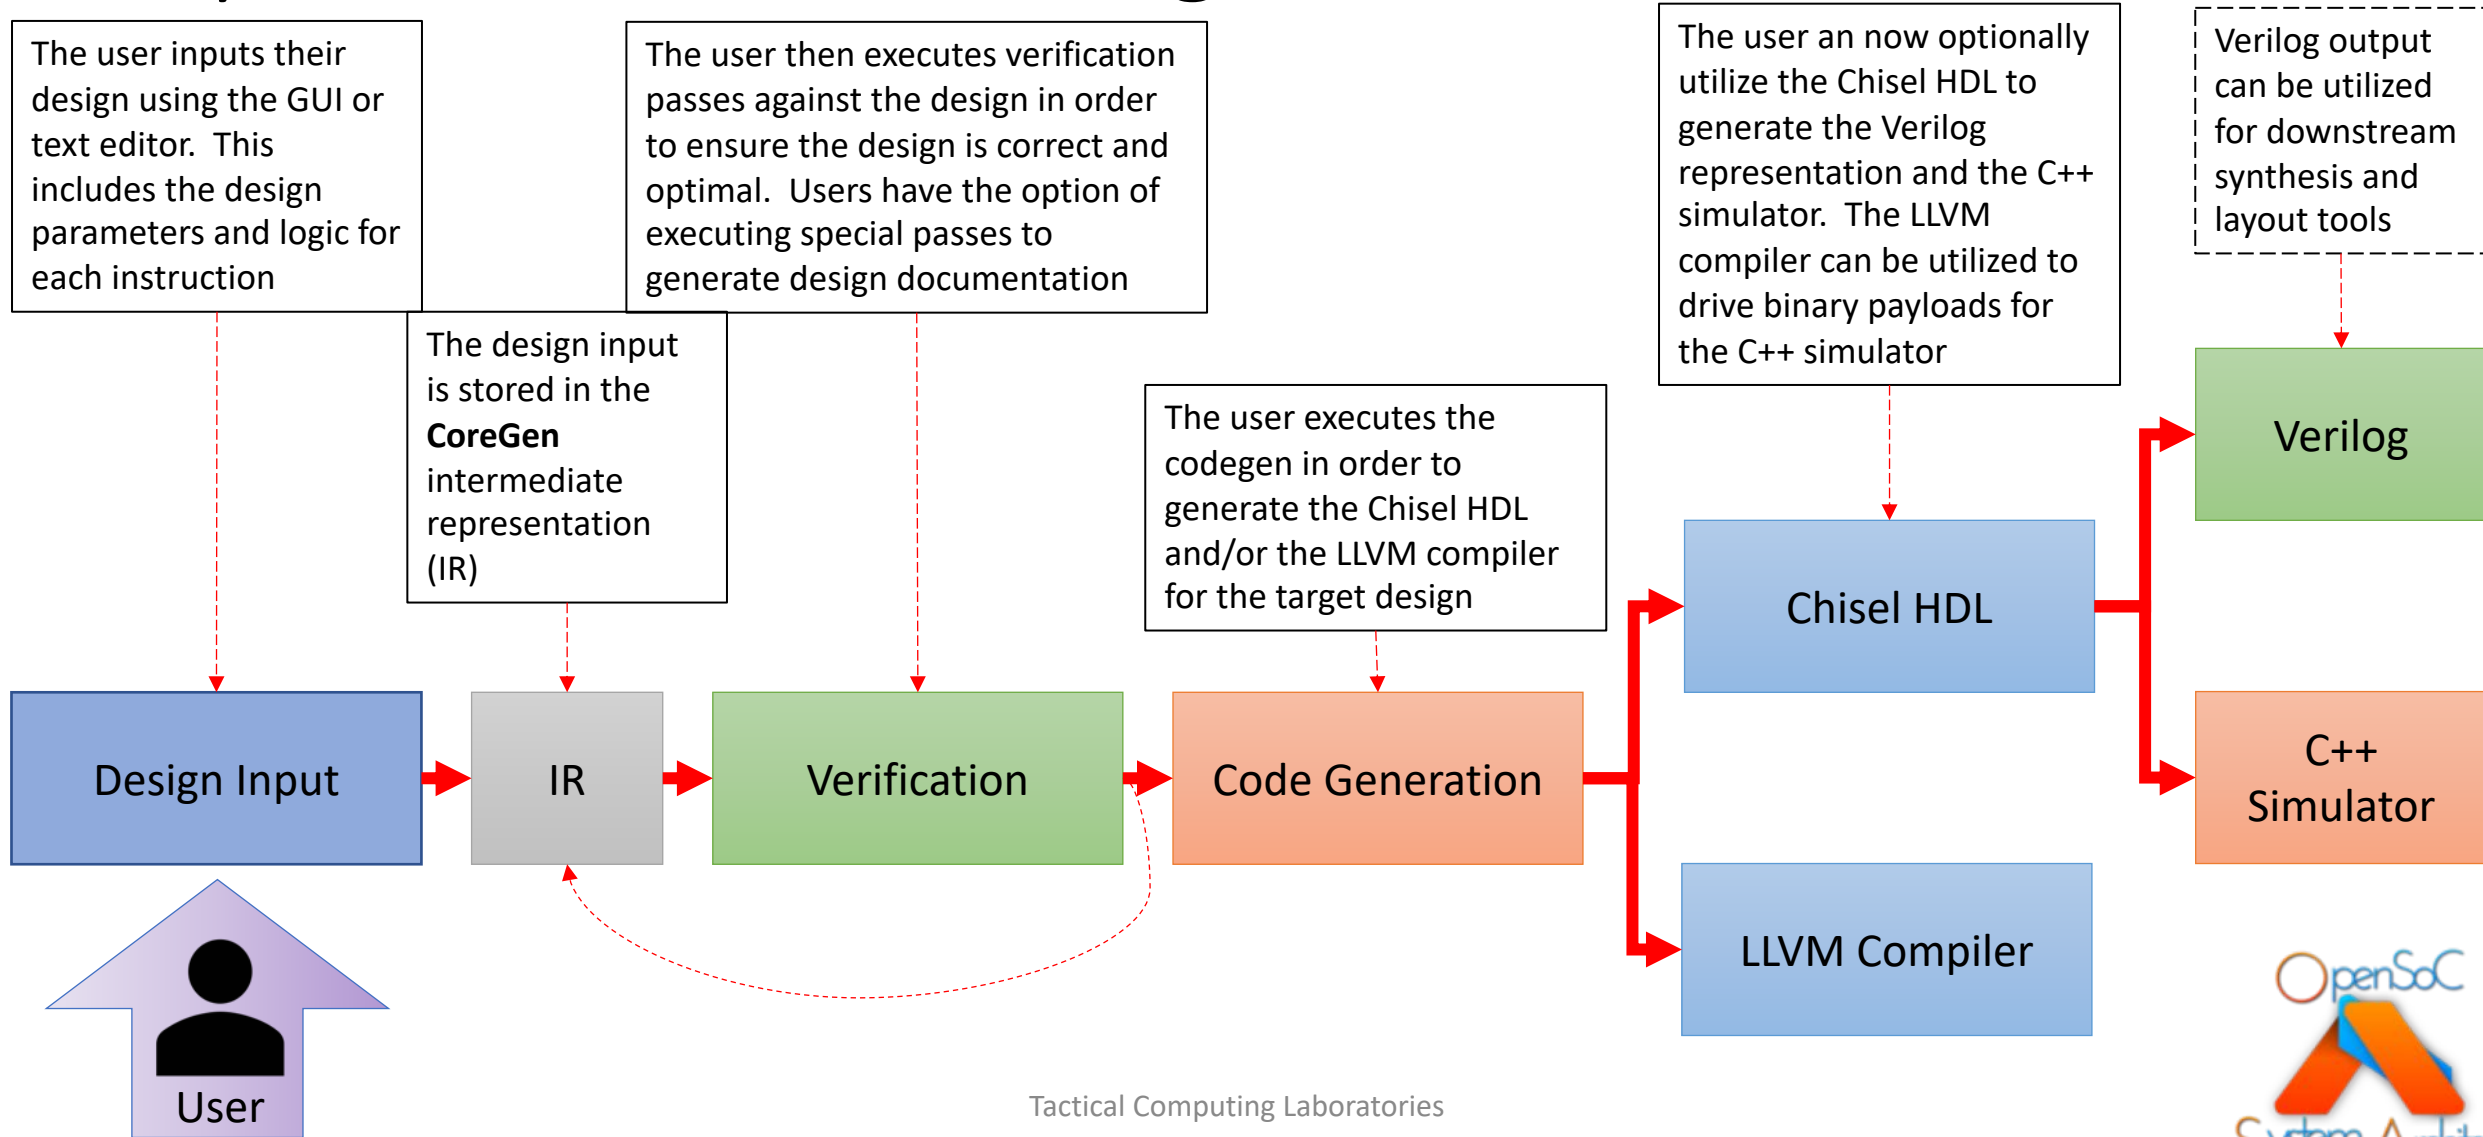 The user inputs their
design using the GUI or
text editor.  This
includes the design
parameters and logic for
each instruction
The design input
is stored in the
CoreGen
intermediate
representation
(IR)
The user then executes verification
passes against the design in order
to ensure the design is correct and
optimal.  Users have the option of
executing special passes to
generate design documentation
The user executes the
codegen in order to
generate the Chisel HDL
and/or the LLVM compiler
for the target design
The user an now optionally
utilize the Chisel HDL to
generate the Verilog
representation and the C++
simulator.  The LLVM
compiler can be utilized to
drive binary payloads for
the C++ simulator
Verilog output
can be utilized
for downstream
synthesis and
layout tools
Verilog
Chisel HDL
Design Input
IR
Verification
Code Generation
C++
Simulator
LLVM Compiler
User
Tactical Computing Laboratories
OpenSoC
System